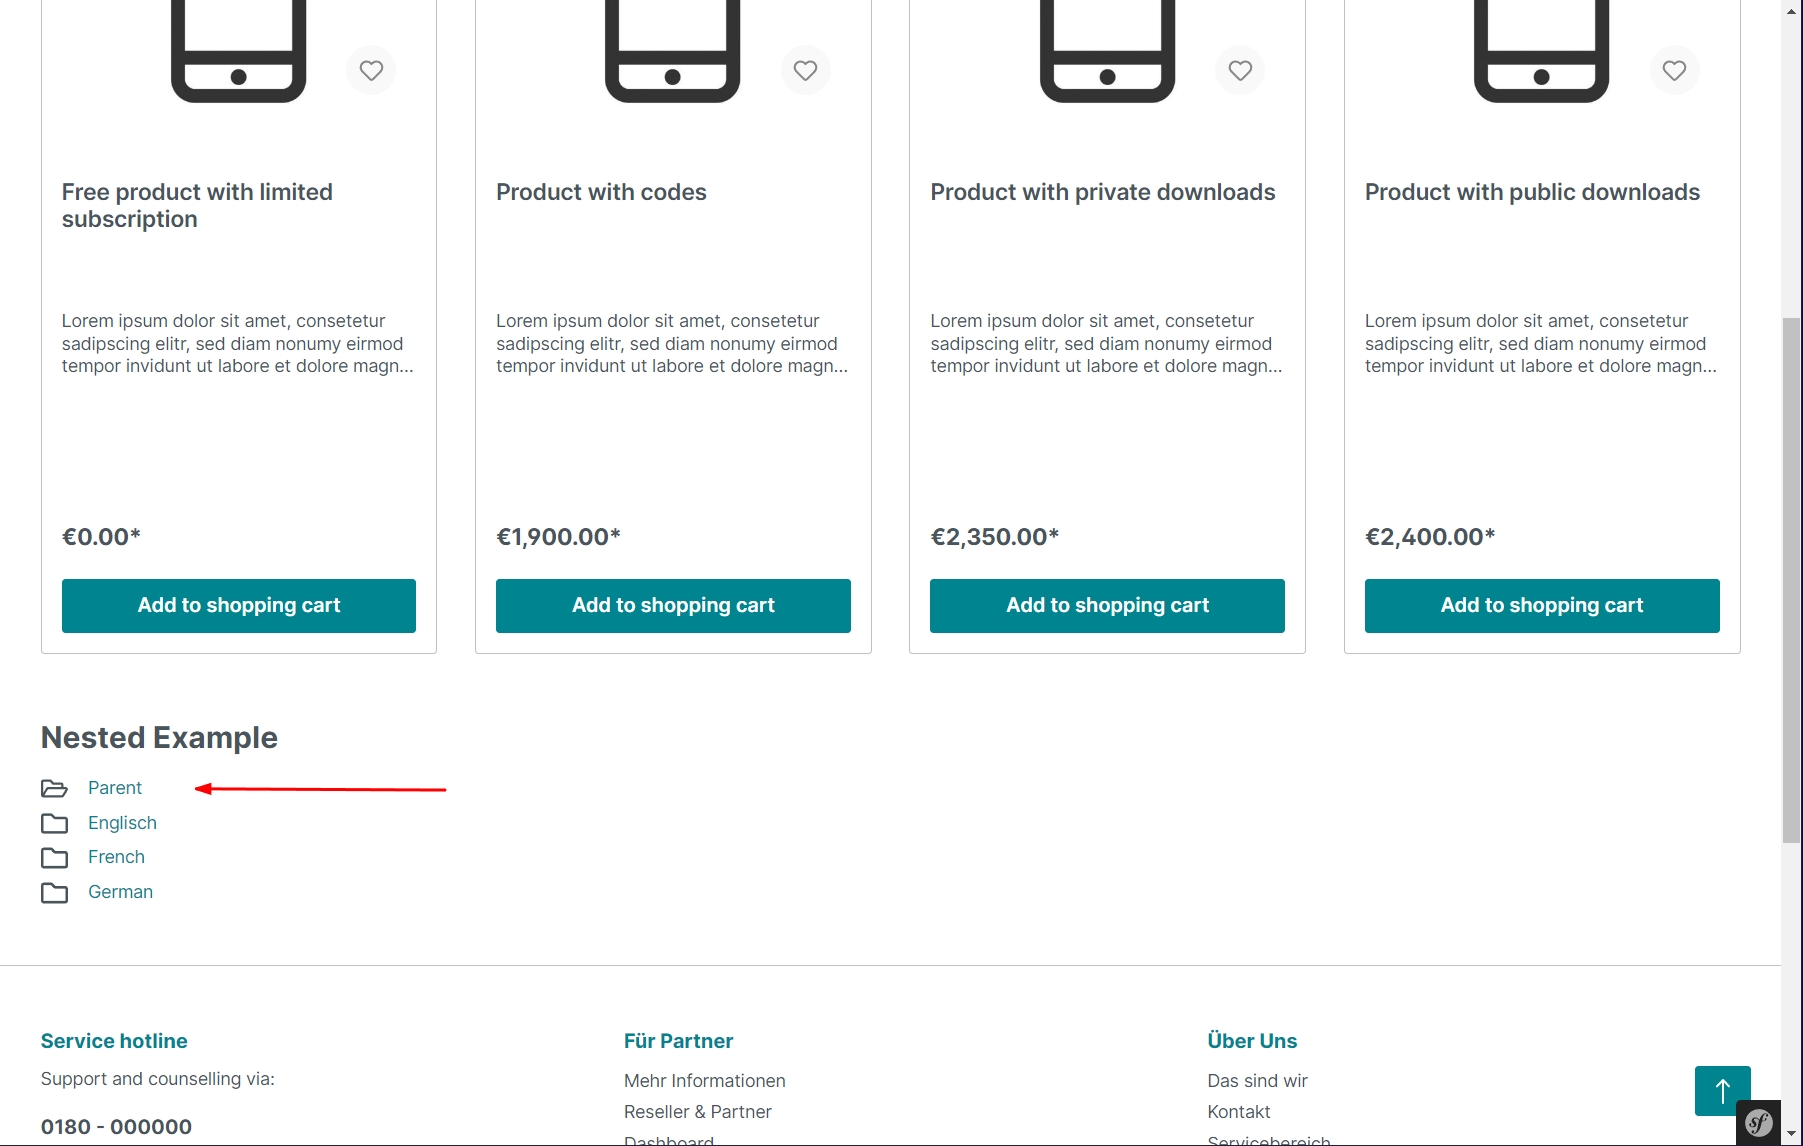 Free product with limited
subscription
Product with codes
Product with private downloads
Product with public downloads
Lorem ipsum dolor sit amet, consetetur
sadipscing elitr, sed diam nonumy eirmod
tempor invidunt ut labore et dolore magn...
Lorem ipsum dolor sit amet, consetetur
sadipscing elitr, sed diam nonumy eirmod
tempor invidunt ut labore et dolore magn...
Lorem ipsum dolor sit amet, consetetur
sadipscing elitr, sed diam nonumy eirmod
tempor invidunt ut labore et dolore magn...
Lorem ipsum dolor sit amet, consetetur
sadipscing elitr, sed diam nonumy eirmod
tempor invidunt ut labore et dolore magn...
€0.00*
€1,900.00*
€2,350.00*
€2,400.00*
Add to shopping cart
Add to shopping cart
Add to shopping cart
Add to shopping cart
Nested Example
Parent
Englisch
French
German
Service hotline
Support and counselling via:
0180 - 000000
Für Partner
Mehr Informationen
Reseller & Partner
Dashboard
Über Uns
Das sind wir
Kontakt
Servicebereich
sf